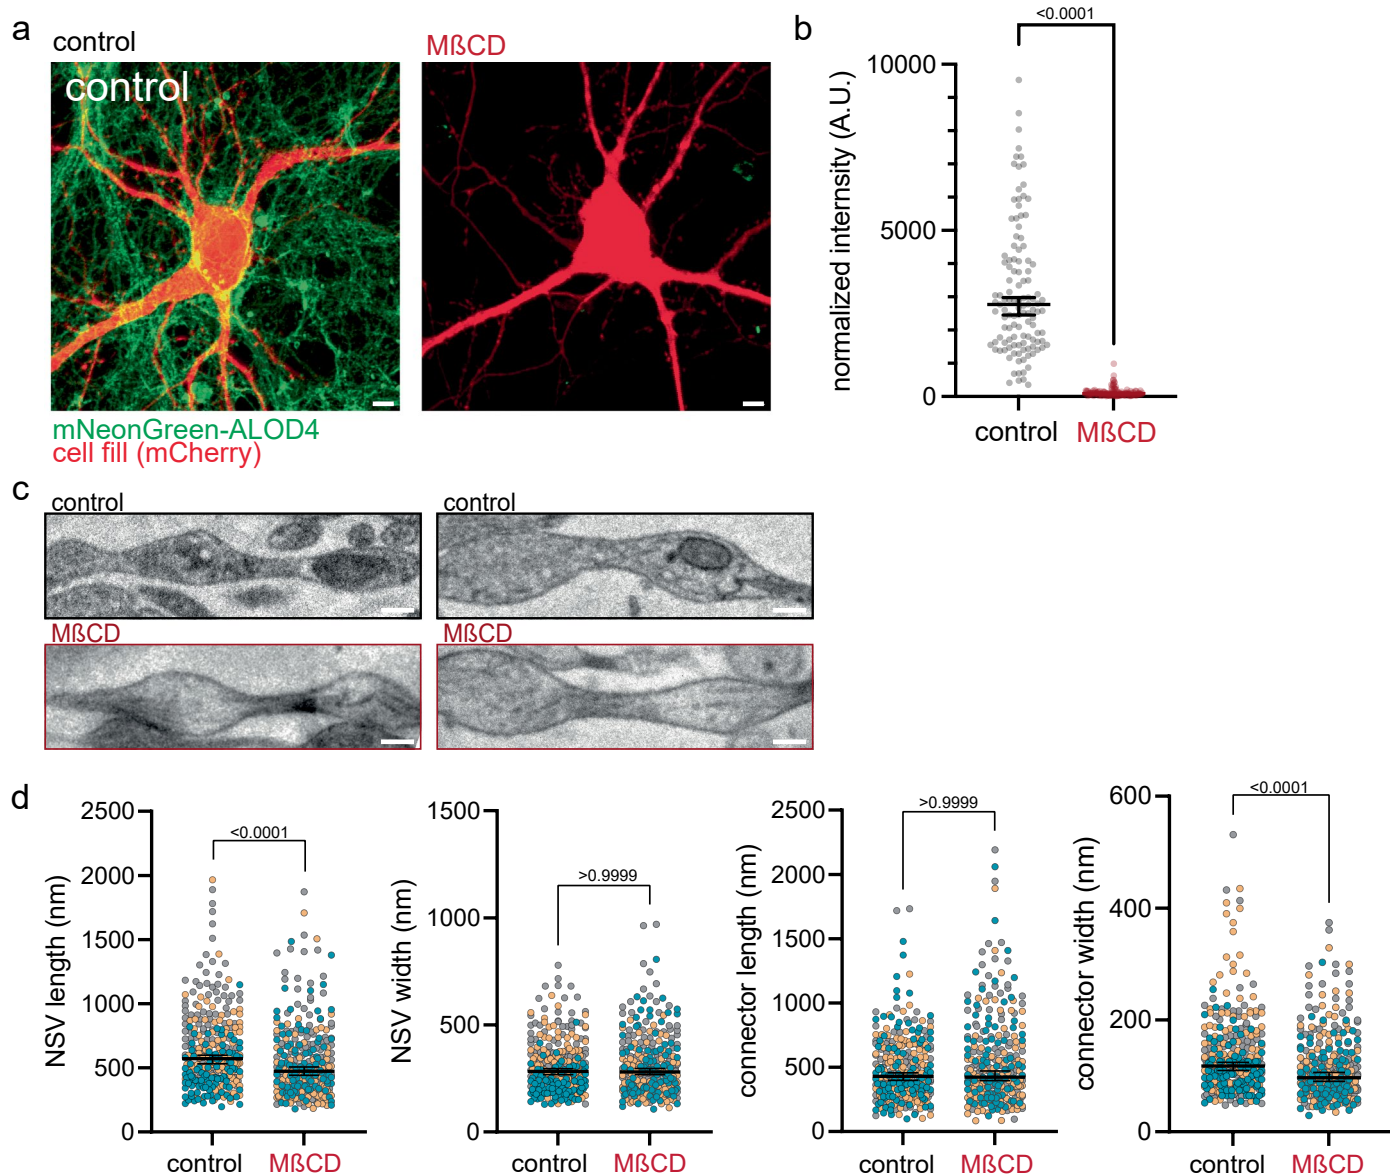 a
control
MßCD
control
mNeonGreen-ALOD4
cell fill (mCherry)
b
<0.0001
normalized intensity (A.U.)
10000
5000
0
control
MßCD
c
control
control
MßCD
MßCD
d
NSV length (nm)
2500
2000
1500
1000
500
0
<0.0001
control
MßCD
NSV width (nm)
1500
1000
500
0
>0.9999
control
MßCD
connector length (nm)
2500
2000
1500
1000
500
0
>0.9999
control
MßCD
connector width (nm)
600
400
200
0
<0.0001
control
MßCD